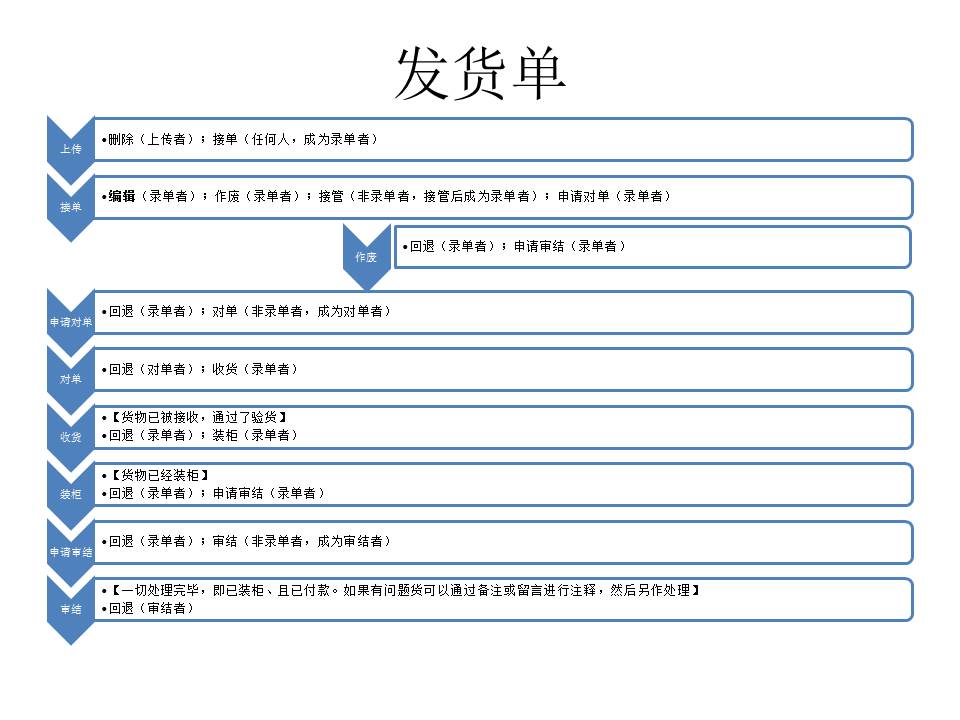 发货单
上传
•删除（上传者）；接单（任何人，成为录单者）
接单
•编辑（录单者）；作废（录单者）；接管（非录单者，接管后成为录单者）；申请对单（录单者）
作废
•回退（录单者）；申请审结（录单者）
申请对单
•回退（录单者）；对单（非录单者，成为对单者）
对单
•回退（对单者）；收货（录单者）
收货
•【货物已被接收，通过了验货】
•回退（录单者）；装柜（录单者）
装柜
•【货物已经装柜】
•回退（录单者）；申请审结（录单者）
申请审结
•回退（录单者）；审结（非录单者，成为审结者）
审结
•【一切处理完毕，即已装柜、且已付款。如果有问题货可以通过备注或留言进行注释，然后另作处理】
•回退（审结者）